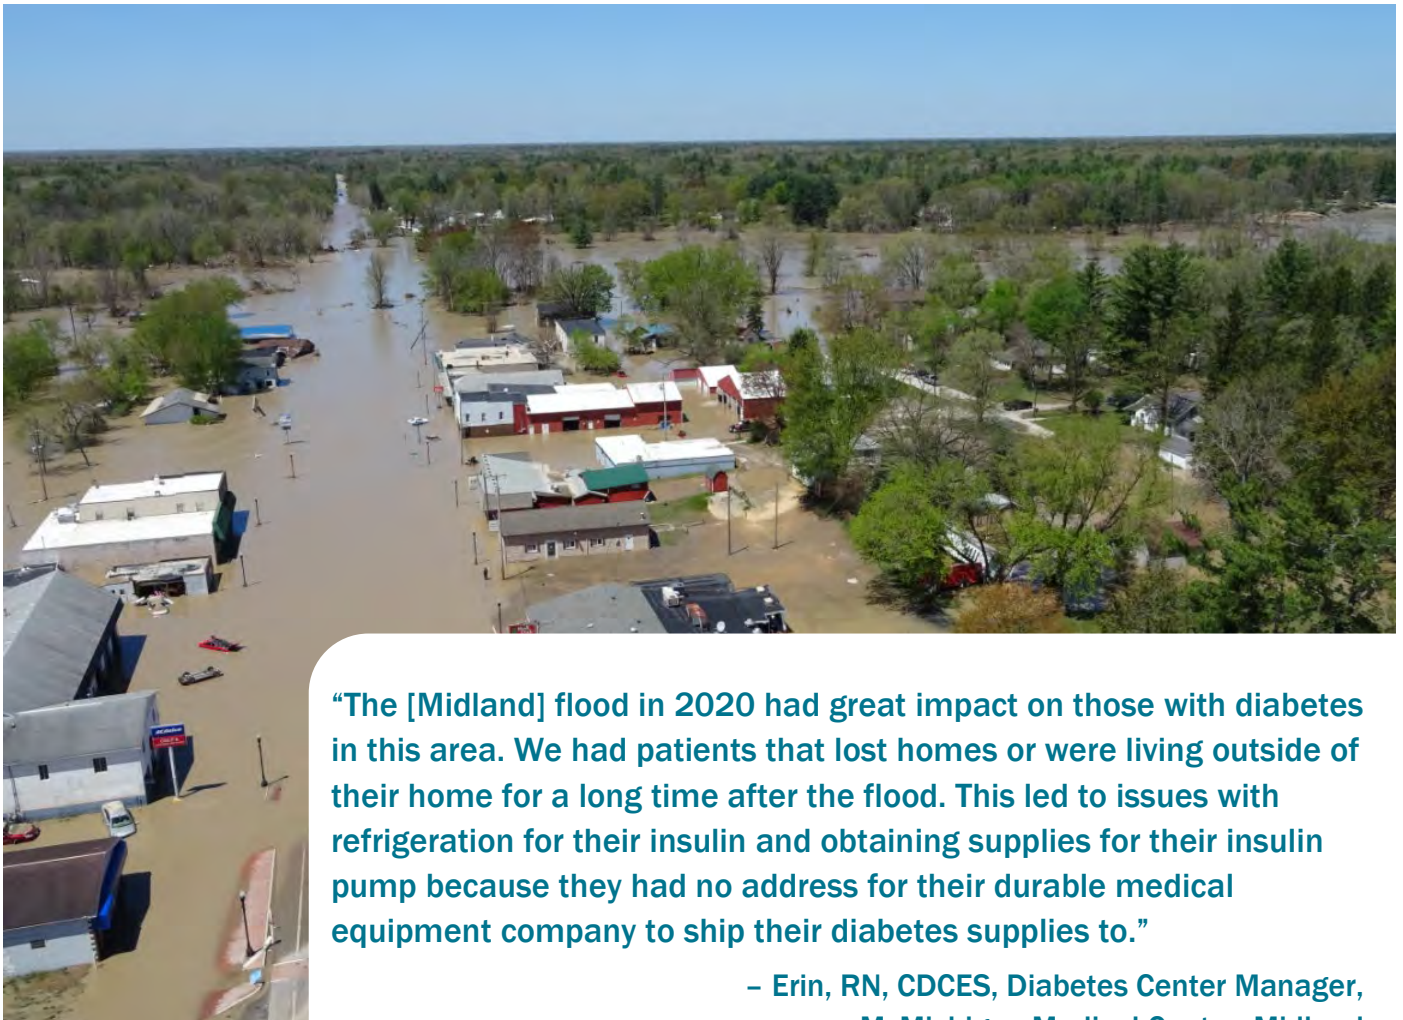 “The [Midland] flood in 2020 had great impact on those with diabetes
in this area. We had patients that lost homes or were living outside of
their home for a long time after the flood. This led to issues with
refrigeration for their insulin and obtaining supplies for their insulin
pump because they had no address for their durable medical
equipment company to ship their diabetes supplies to.”
– Erin, RN, CDCES, Diabetes Center Manager,